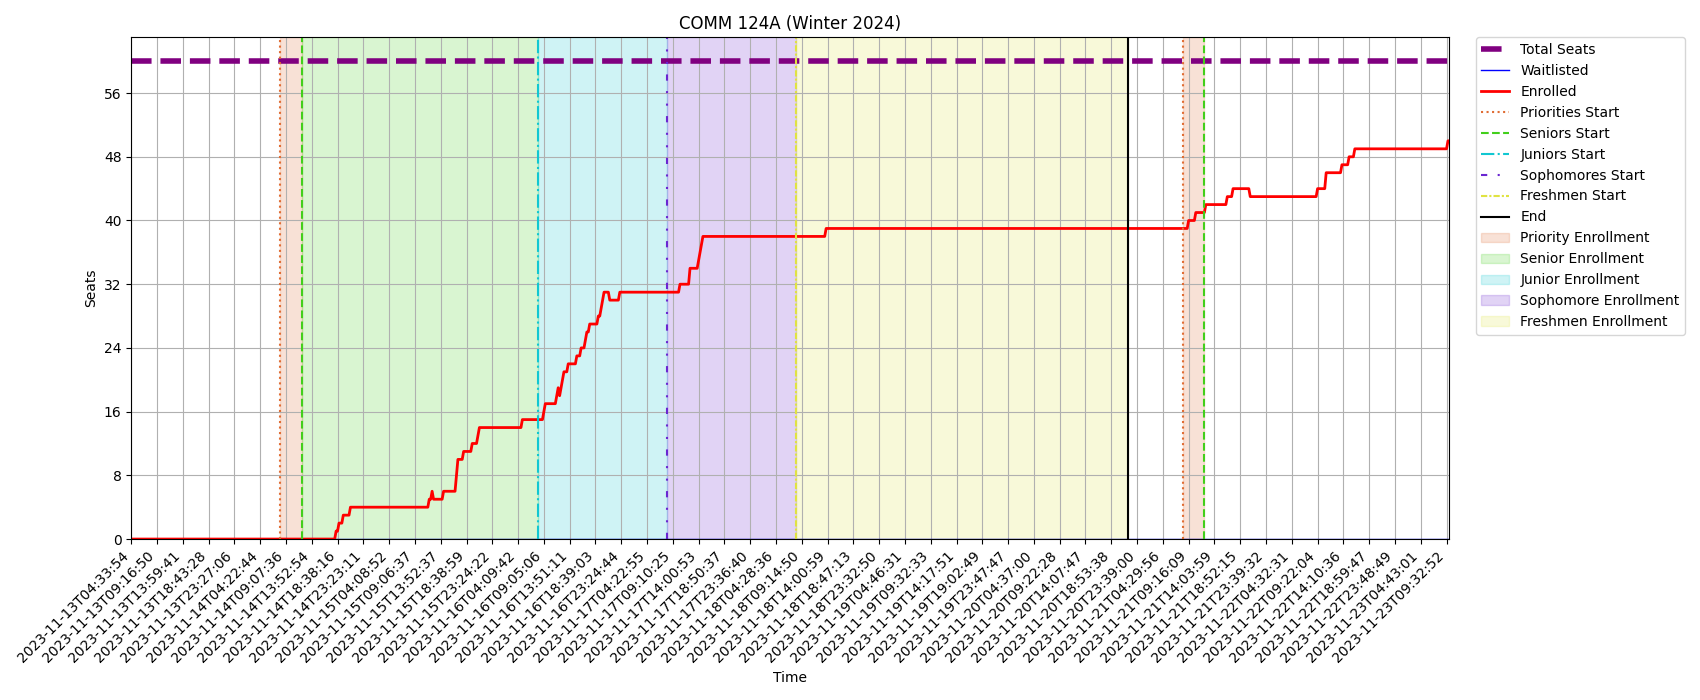 COMM 124A (Winter 2024)
Seats
56
48
40
32
24
16
8
0
2023-11-13T04:33:54
2023-11-13T09:16:50
2023-11-13T13:59:41
2023-11-13T18:43:28
2023-11-13T23:27:06
2023-11-14T04:22:44
2023-11-14T09:07:36
2023-11-14T13:52:54
2023-11-14T18:38:16
2023-11-14T23:23:11
2023-11-15T04:08:52
2023-11-15T09:06:37
2023-11-15T13:52:37
2023-11-15T18:38:59
2023-11-15T23:24:22
2023-11-16T04:09:42
2023-11-16T09:05:06
2023-11-16T13:51:11
2023-11-16T18:39:03
2023-11-16T23:24:44
2023-11-17T04:22:55
2023-11-17T09:10:25
2023-11-17T14:00:53
2023-11-17T18:50:37
2023-11-17T23:36:40
2023-11-18T04:28:36
2023-11-18T09:14:50
2023-11-18T14:00:59
2023-11-18T18:47:13
2023-11-18T23:32:50
2023-11-19T04:46:31
2023-11-19T09:32:33
2023-11-19T14:17:51
2023-11-19T19:02:49
2023-11-19T23:47:47
2023-11-20T04:37:00
2023-11-20T09:22:28
2023-11-20T14:07:47
2023-11-20T18:53:38
2023-11-20T23:39:00
2023-11-21T04:29:56
2023-11-21T09:16:09
2023-11-21T14:03:59
2023-11-21T18:52:15
2023-11-21T23:39:32
2023-11-22T04:32:31
2023-11-22T09:22:04
2023-11-22T14:10:36
2023-11-22T18:59:47
2023-11-22T23:48:49
2023-11-23T04:43:01
2023-11-23T09:32:52
Time
Total Seats
Waitlisted
Enrolled
Priorities Start
Seniors Start
Juniors Start
Sophomores Start
Freshmen Start
End
Priority Enrollment
Senior Enrollment
Junior Enrollment
Sophomore Enrollment
Freshmen Enrollment